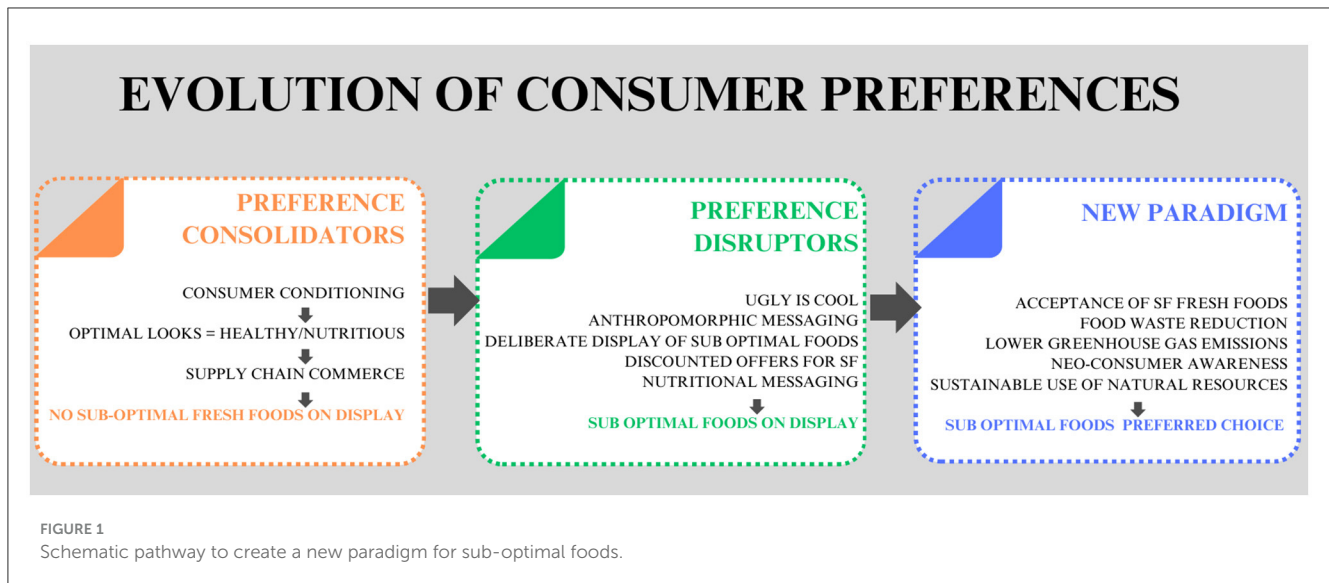 EVOLUTION OF CONSUMER PREFERENCES
PREFERENCE
CONSOLIDATORS
CONSUMER CONDITIONING
OPTIMAL LOOKS = HEALTHY/NUTRITIOUS
SUPPLY CHAIN COMMERCE
NO SUB-OPTIMAL FRESH FOODS ON DISPLAY
PREFERENCE
DISRUPTORS
UGLY IS COOL
ANTHROPOMORPHIC MESSAGING
DELIBERATE DISPLAY OF SUB OPTIMAL FOODS
DISCOUNTED OFFERS FOR SF
NUTRITIONAL MESSAGING
SUB OPTIMAL FOODS ON DISPLAY
NEW PARADIGM
ACCEPTANCE OF SF FRESH FOODS
FOOD WASTE REDUCTION
LOWER GREENHOUSE GAS EMISSIONS
NEO-CONSUMER AWARENESS
SUSTAINABLE USE OF NATURAL RESOURCES
SUB OPTIMAL FOODS PREFERRED CHOICE
FIGURE 1
Schematic pathway to create a new paradigm for sub-optimal foods.